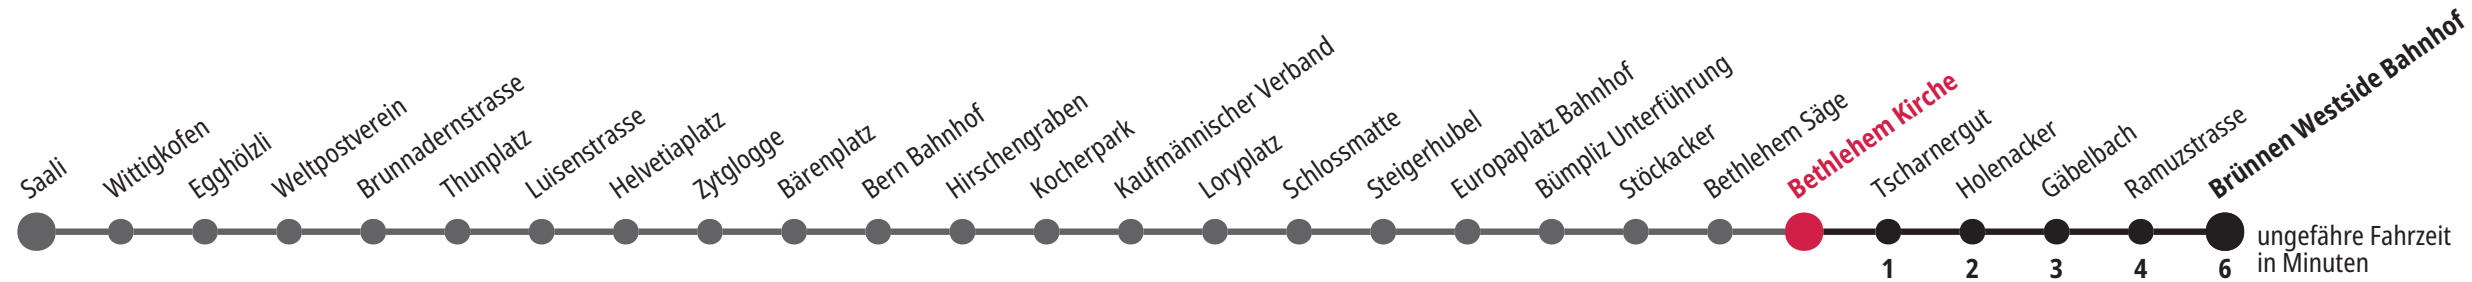 Saali
Wittigkofen
Egghölzli
Weltpostverein
Brunnadernstrasse
Thunplatz
Luisenstrasse
Helvetiaplatz
Zytglogge
Bärenplatz
Bern Bahnhof
Hirschengraben
Kocherpark
Kaufmännischer Verband
Loryplatz
Schlossmatte
Steigerhubel
Europaplatz Bahnhof
Bümpliz Unterführung
Stöckacker
Bethlehem Säge
Bethlehem Kirche
Tscharnergut
Holenacker
Gäbelbach
Ramuzstrasse
Brünnen Westside Bahnhof
1 2 3 4 6
ungefähre Fahrzeit
in Minuten